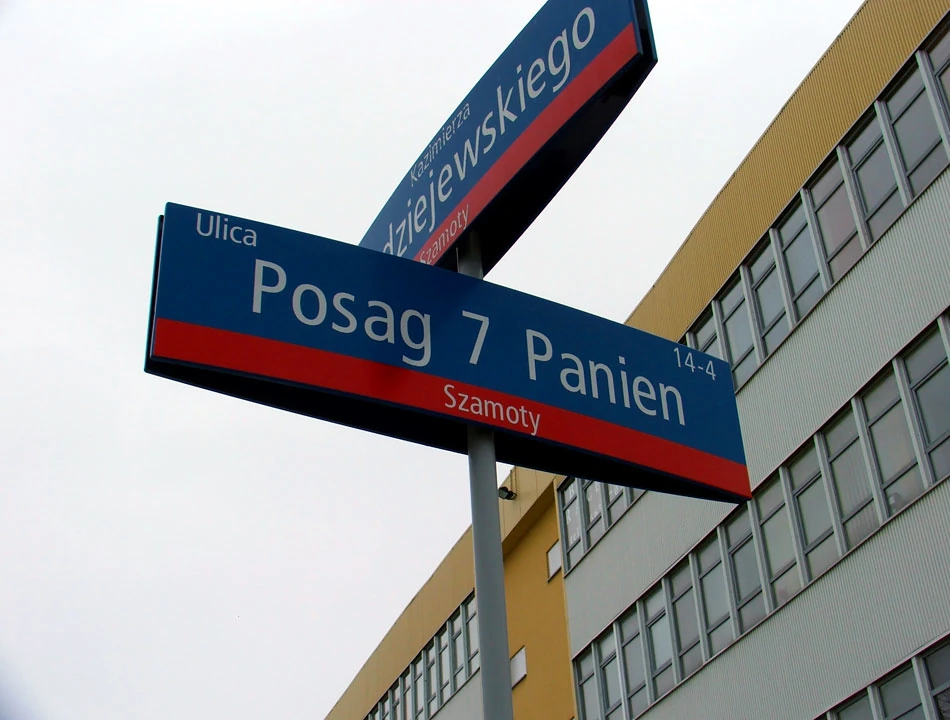 Kazimierza
dziejewskiego
Szamoty
Ulica
Posag 7 Panien
14-4
Szamoty